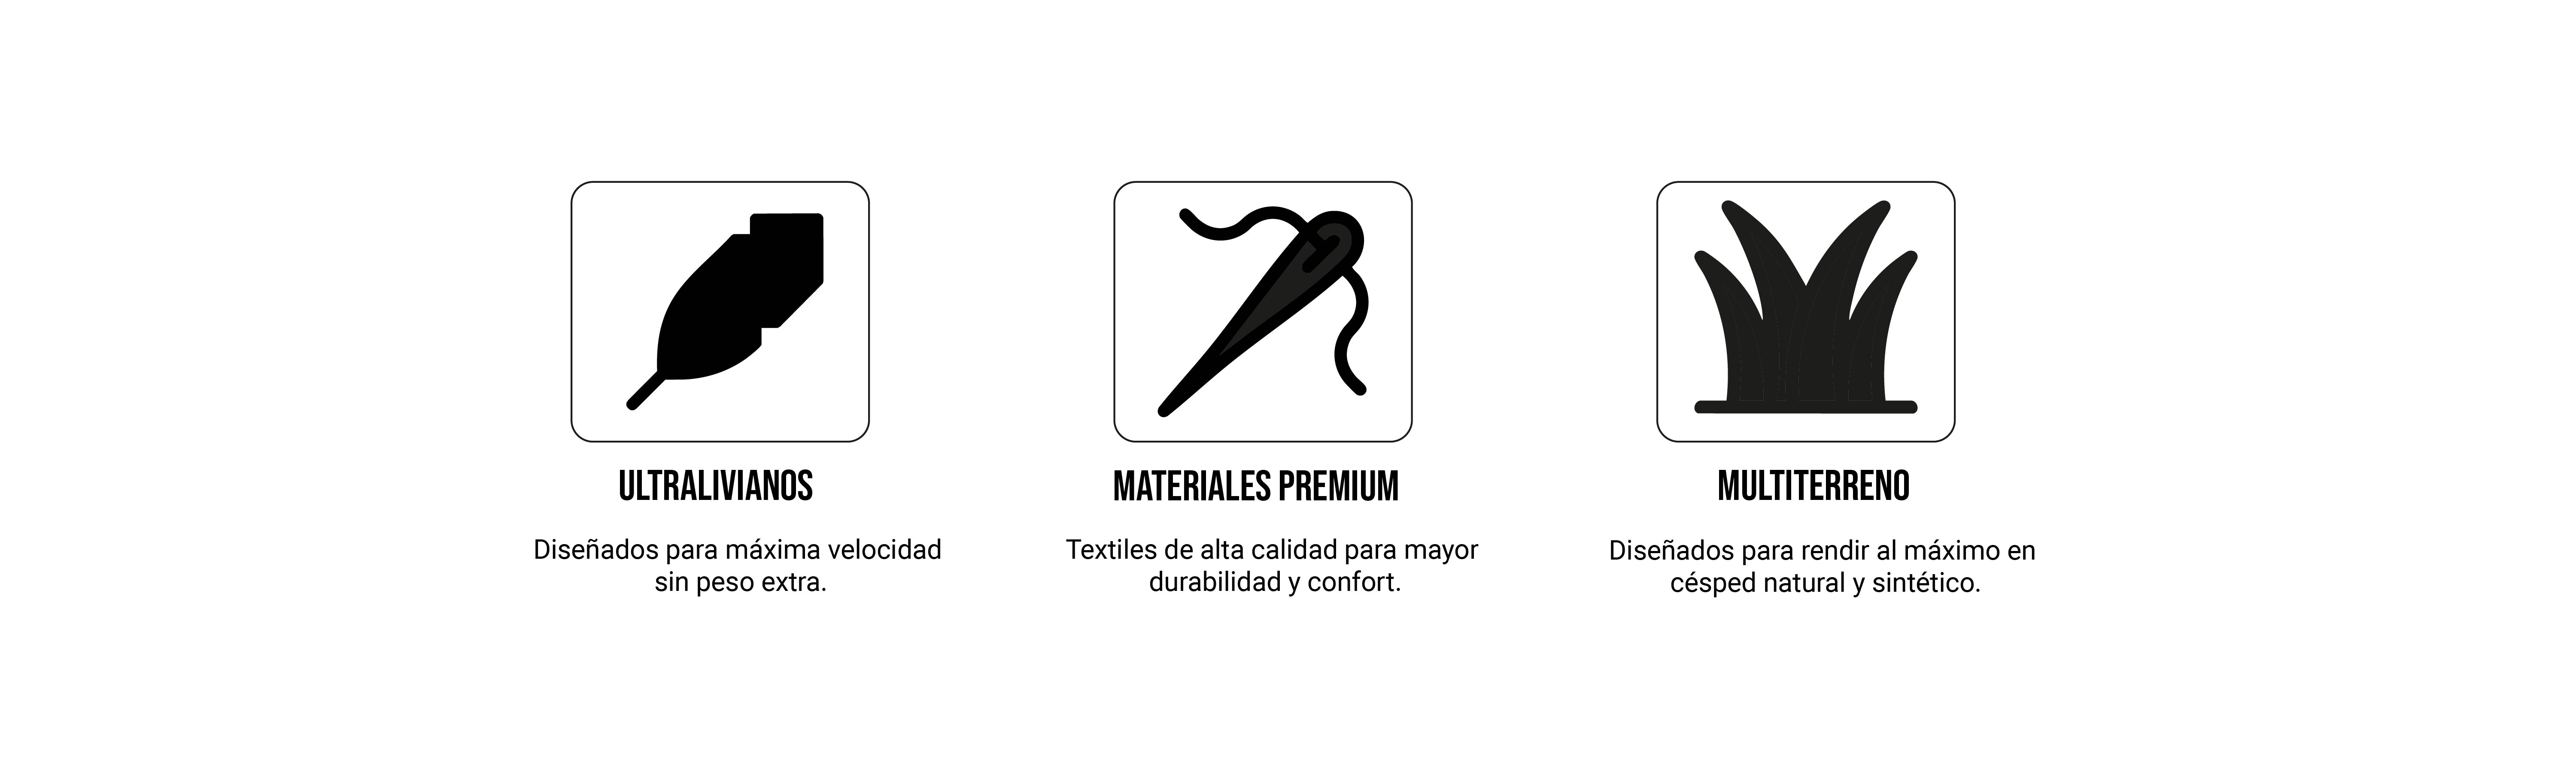 ULTRALIVIANOS
Diseñados para máxima velocidad
sin peso extra.
MATERIALES PREMIUM
Textiles de alta calidad para mayor
durabilidad y confort.
MULTITERRENO
Diseñados para rendir al máximo en
césped natural y sintético.